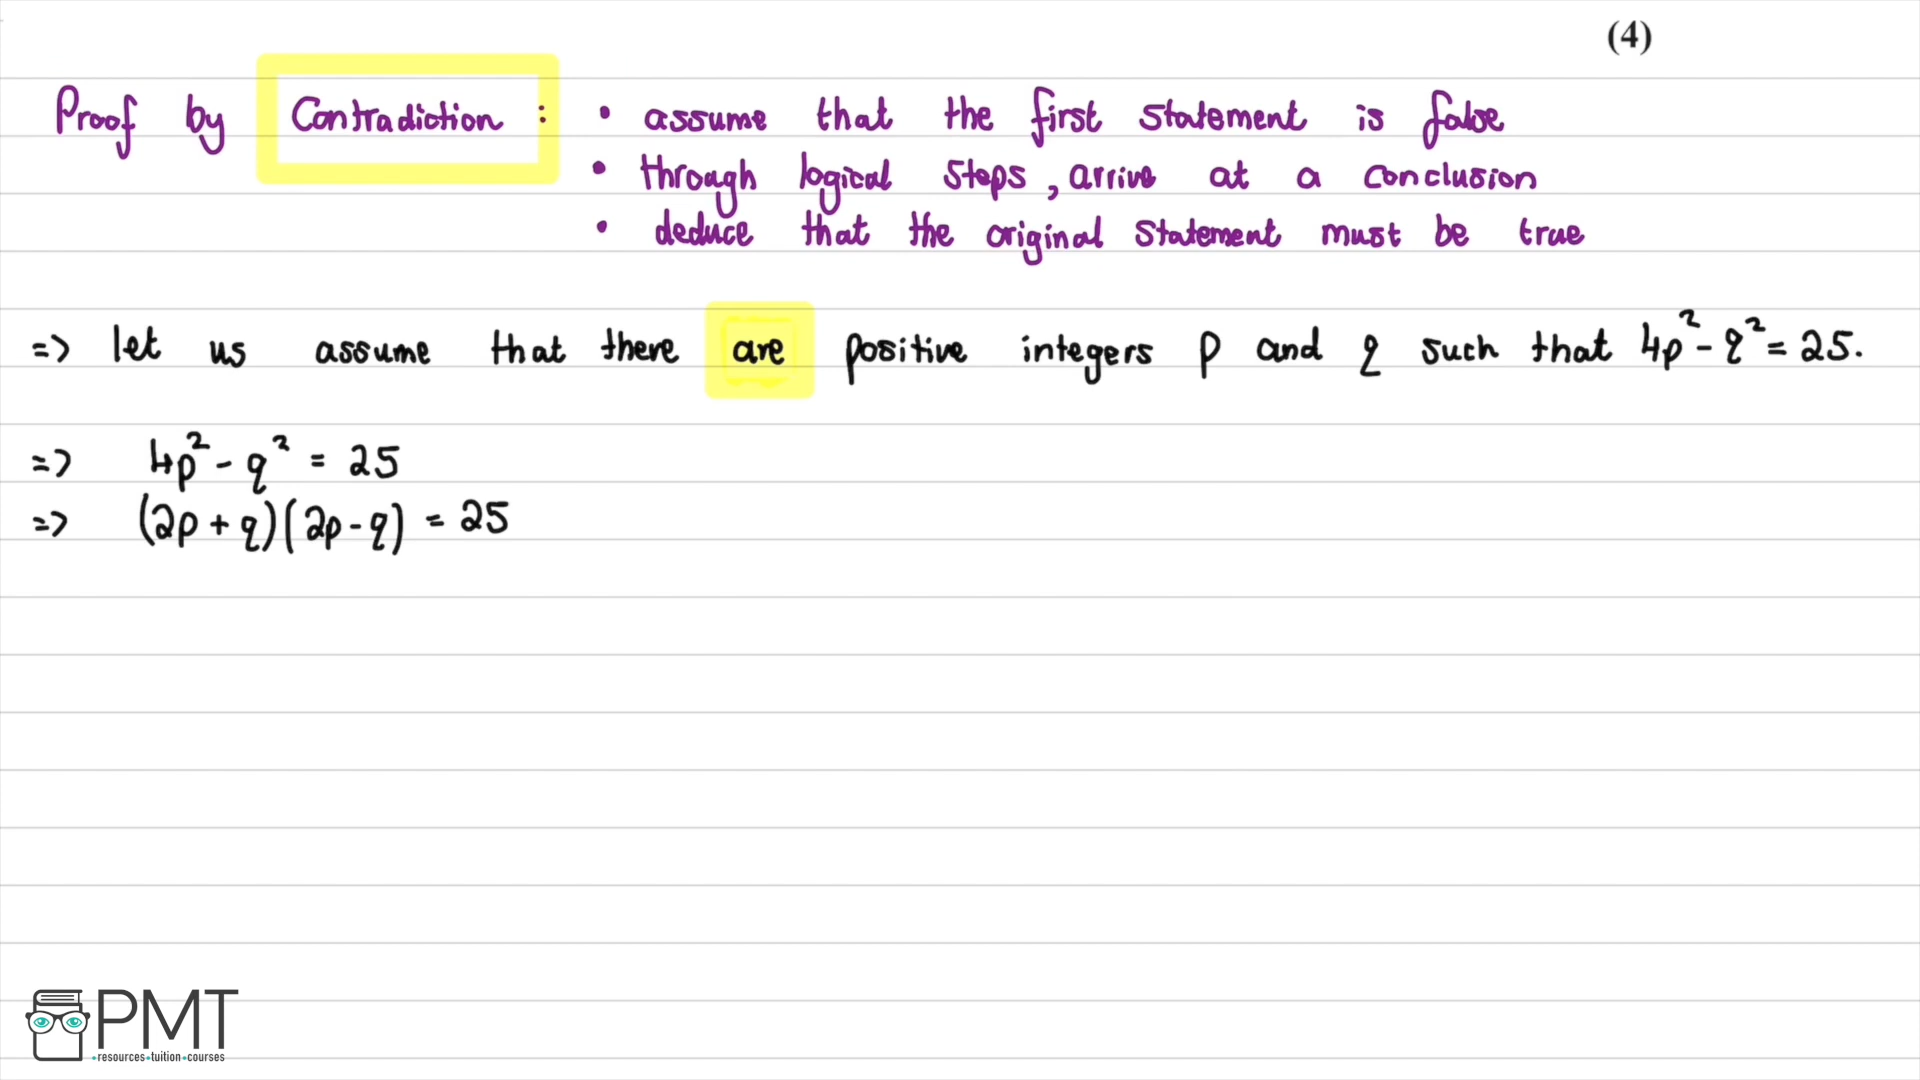 (4)
Proof by Contradiction : • assume that the first statement is false
• through logical steps, arrive at a conclusion
• deduce that the original statement must be true
=> let us assume that there are positive integers p and q such that 4p² - q² = 25.
=> 4p² - q² = 25
=> (2p + q)(2p - q) = 25
PMT
•resources•tuition•courses